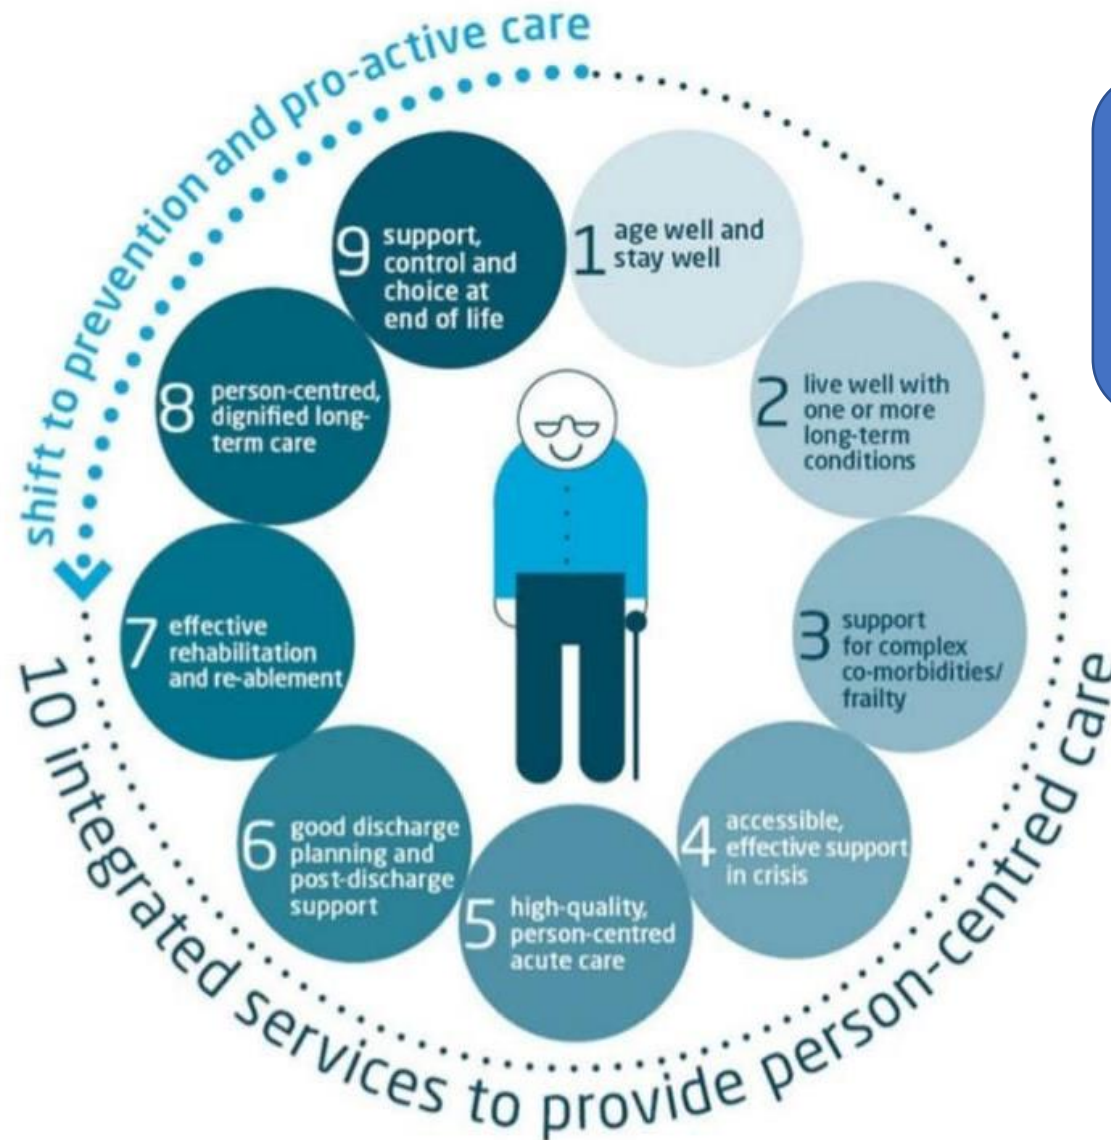 shift to prevention and pro-active care
1 age well and
stay well
2 live well with
one or more
long-term
conditions
3 support
for complex
co-morbidities/
frailty
4 accessible,
effective support
in crisis
5 high-quality,
person-centred
acute care
6 good discharge
planning and
post-discharge
support
7 effective
rehabilitation
and re-ablement
8 person-centred,
dignified long-
term care
9 support,
control and
choice at
end of life
10 integrated services to provide person-centred care